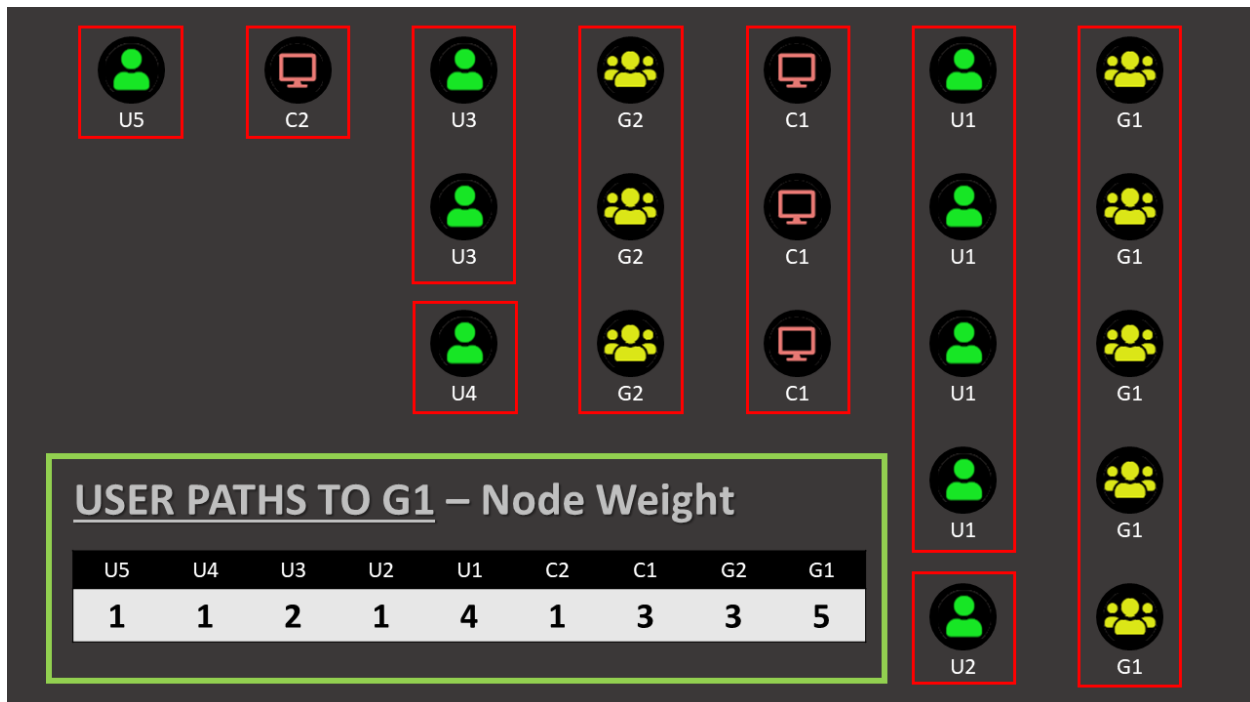 U5 C2 U3 G2 C1 U1 G1
U3 G2 C1 U1 G1
U4 G2 C1 U1 G1
USER PATHS TO G1 – Node Weight
U1 G1
U5 U4 U3 U2 U1 C2 C1 G2 G1
1 1 2 1 4 1 3 3 5
U2 G1